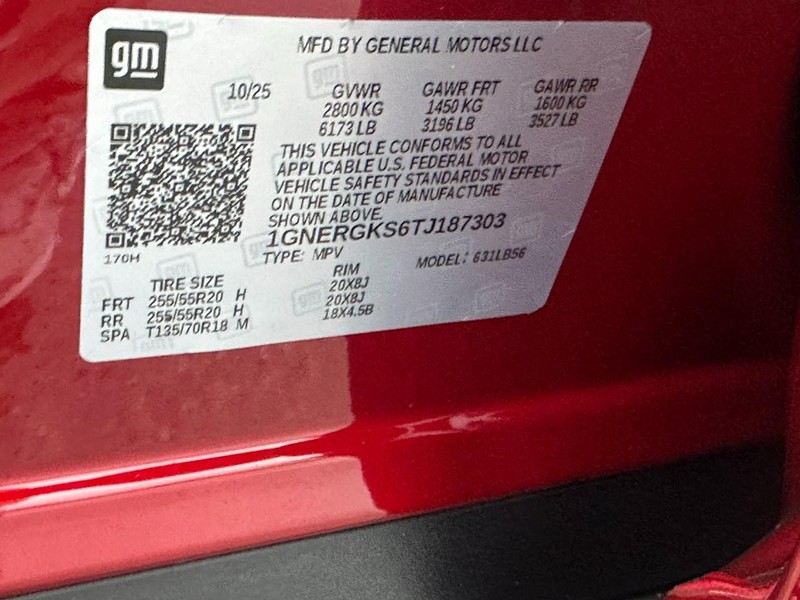 gm
MFD BY GENERAL MOTORS LLC
10/25 GVWR GAWR FRT GAWR RR
2800 KG 1450 KG 1600 KG
6173 LB 3196 LB 3527 LB
THIS VEHICLE CONFORMS TO ALL
APPLICABLE U.S. FEDERAL MOTOR
VEHICLE SAFETY STANDARDS IN EFFECT
ON THE DATE OF MANUFACTURE
SHOWN ABOVE.
1GNERGKS6TJ187303
170H
TYPE: MPV MODEL: 631LB56
TIRE SIZE RIM
FRT 255/55R20 H 20X8J
RR 255/55R20 H 20X8J
SPA T135/70R18 M 18X4.5B